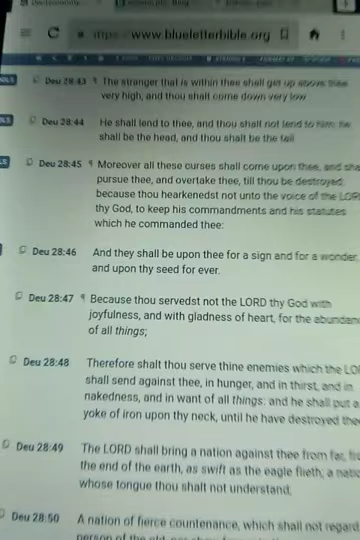 www.blueletterbible.org
Deu 28:43 ¶ The stranger that is within thee shall get up above thee
very high; and thou shalt come down very low.
Deu 28:44 He shall lend to thee, and thou shalt not lend to him: he
shall be the head, and thou shalt be the tail.
Deu 28:45 ¶ Moreover all these curses shall come upon thee, and sha
pursue thee, and overtake thee, till thou be destroyed;
because thou hearkenedst not unto the voice of the LOR
thy God, to keep his commandments and his statutes
which he commanded thee:
Deu 28:46 And they shall be upon thee for a sign and for a wonder,
and upon thy seed for ever.
Deu 28:47 ¶ Because thou servedst not the LORD thy God with
joyfulness, and with gladness of heart, for the abundan
of all things;
Deu 28:48 Therefore shalt thou serve thine enemies which the LO
shall send against thee, in hunger, and in thirst, and in
nakedness, and in want of all things: and he shall put a
yoke of iron upon thy neck, until he have destroyed the
Deu 28:49 The LORD shall bring a nation against thee from far,
the end of the earth, as swift as the eagle flieth; a natio
whose tongue thou shalt not understand;
Deu 28:50 A nation of fierce countenance, which shall not regard